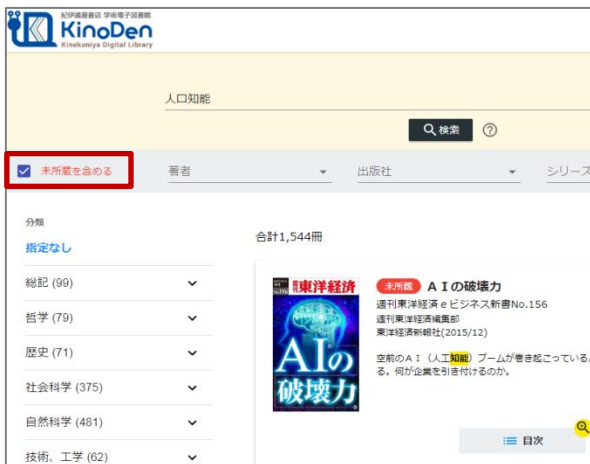 紀伊國屋書店 学術電子図書館
KinoDen
Kinokuniya Digital Library
人口知能
検索
未所蔵を含める
著者
出版社
シリーズ
分類
指定なし
合計1,544冊
総記 (99)
哲学 (79)
歴史 (71)
社会科学 (375)
自然科学 (481)
技術、工学 (62)
東洋経済
AIの
破壊力
未所蔵 AIの破壊力
週刊東洋経済eビジネス新書No.156
週刊東洋経済編集部
東洋経済新報社(2015/12)
空前のAI（人工知能）ブームが巻き起こっている。
る。何が企業を引き付けるのか。
目次